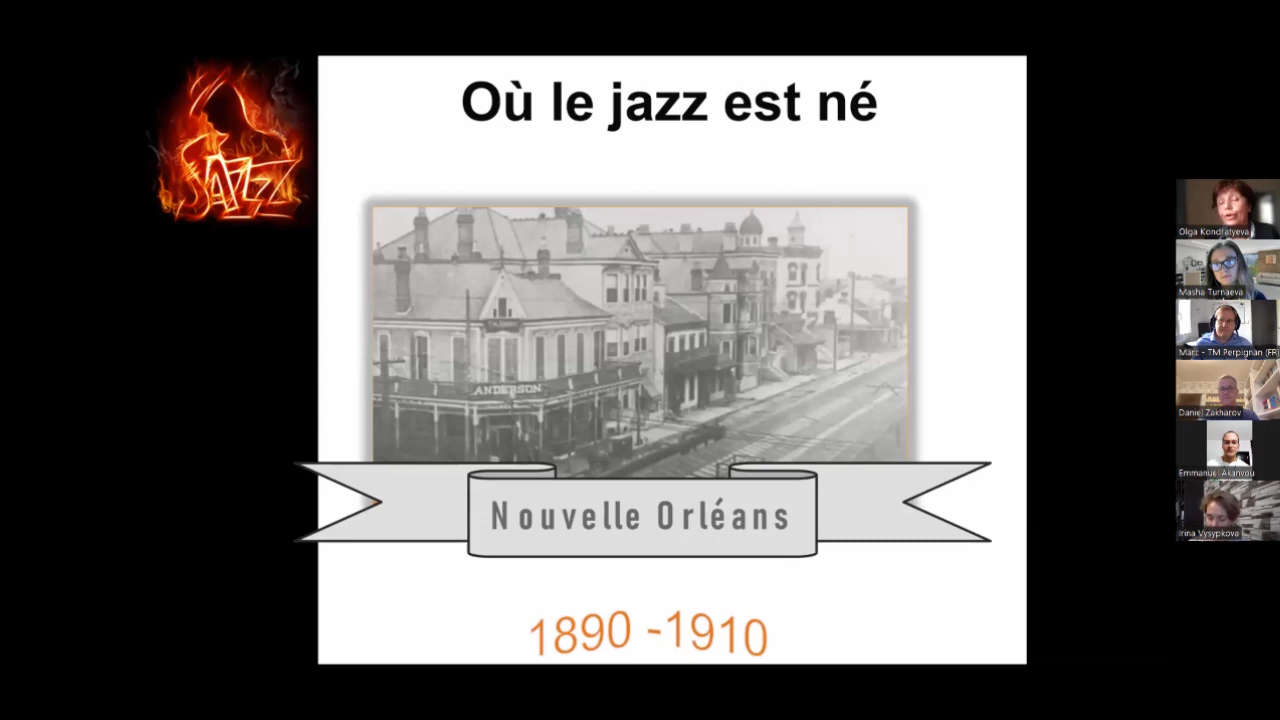 Où le jazz est né
JAZZ
ANDERSON
Nouvelle Orléans
1890 -1910
Olga Kondratyeva
Masha Turnaeva
Marc - TM Perpignan (FR)
Daniel Zakharov
Emmanuel Akanvou
Irina Vysypkova